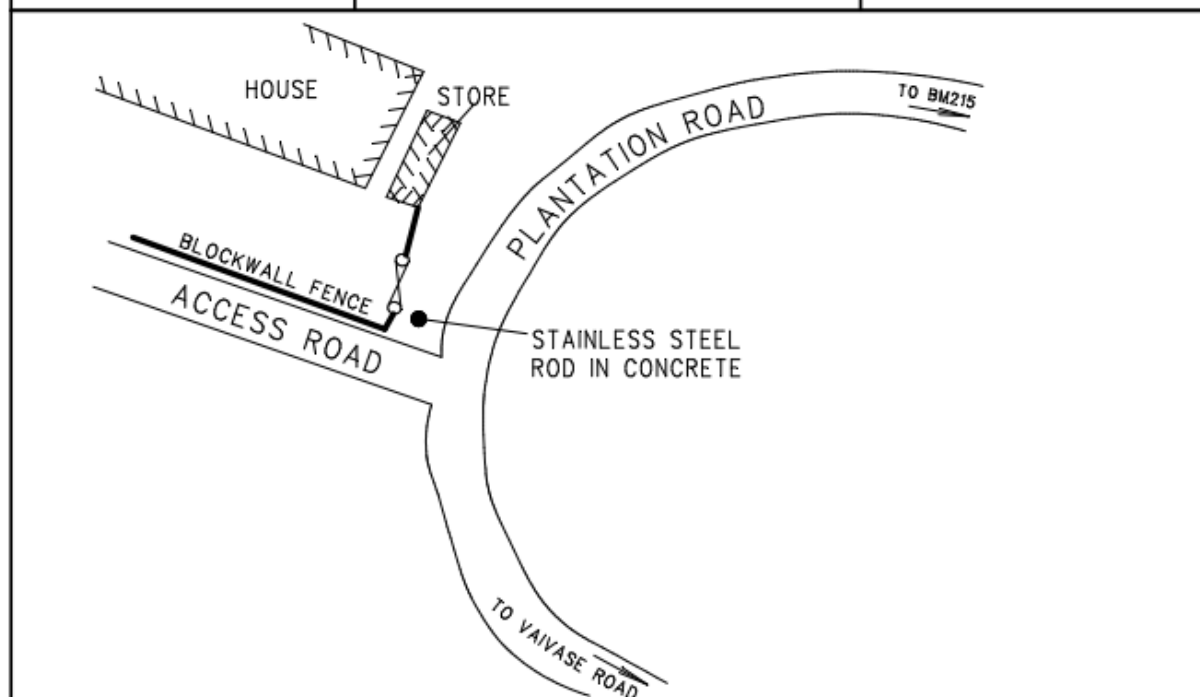 HOUSE
STORE
TO BM215
PLANTATION ROAD
BLOCKWALL FENCE
ACCESS ROAD
STAINLESS STEEL
ROD IN CONCRETE
TO VAIVASE ROAD